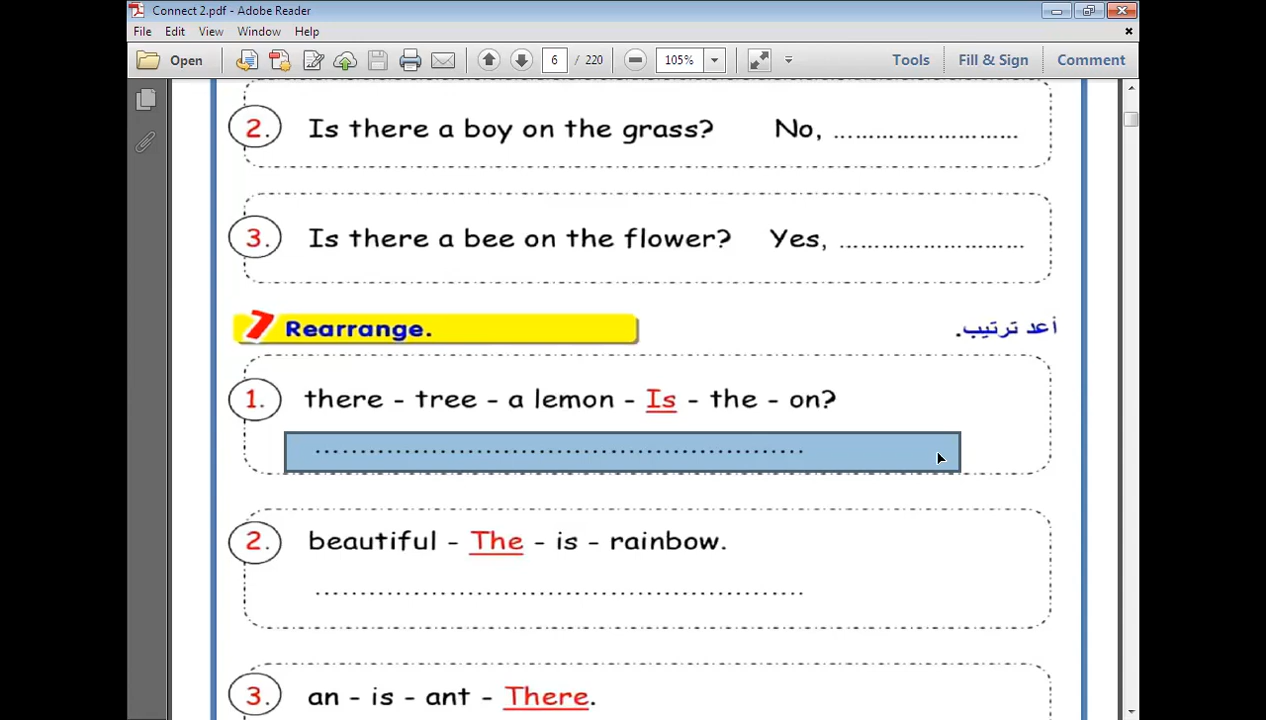 Connect 2.pdf - Adobe Reader
File Edit View Window Help
Open 6 / 220 105% Tools Fill & Sign Comment
2. Is there a boy on the grass? No, ..........................
3. Is there a bee on the flower? Yes, ..........................
7 Rearrange. أعد ترتيب.
1. there - tree - a lemon - Is - the - on?
......................................................
2. beautiful - The - is - rainbow.
......................................................
3. an - is - ant - There.